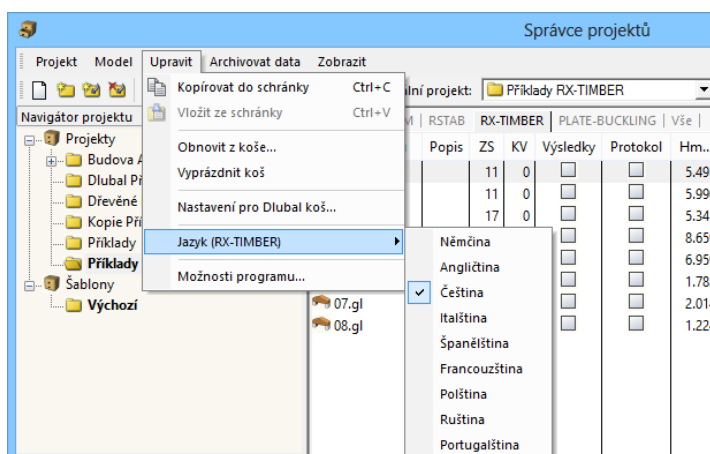 Správce projektů
Projekt Model Upravit Archivovat data Zobrazit
Kopírovat do schránky Ctrl+C
Vložit ze schránky Ctrl+V
Obnovit z koše...
Vyprázdnit koš
Nastavení pro Dlubal koš...
Jazyk (RX-TIMBER)
Možnosti programu...
projekt: Příklady RX-TIMBER
Navigátor projektu
Projekty
Budova
Dlubal
Dřevěné
Kopie
Příklady
Příklady
Šablony
Výchozí
RSTAB RX-TIMBER PLATE-BUCKLING Vše
Popis ZS KV Výsledky Protokol Hm...
11 0 5.49
11 0 5.99
17 0 5.34
8.65
6.95
1.78
07.gl 2.01
08.gl 1.22
Němčina
Angličtina
Čeština
Italština
Španělština
Francouzština
Polština
Ruština
Portugalština